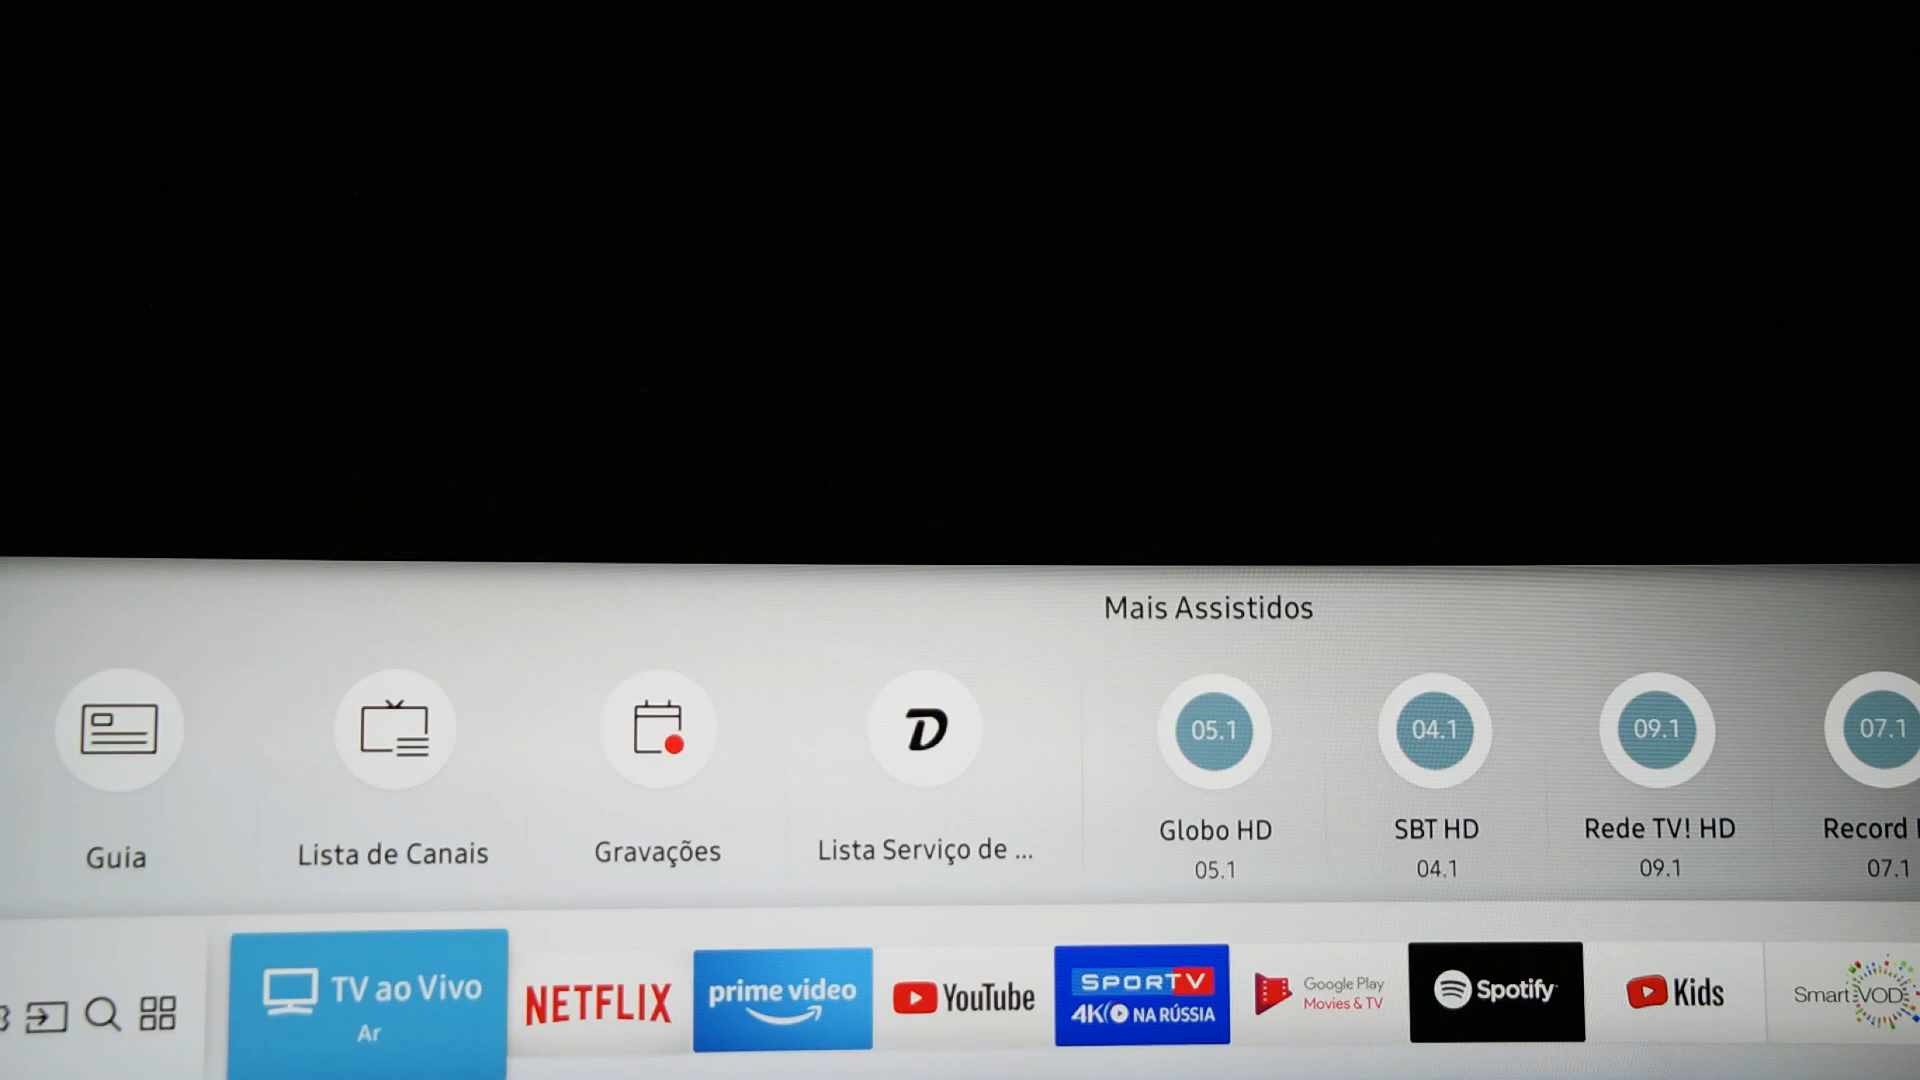 Mais Assistidos
05.1
04.1
09.1
07.1
Guia
Lista de Canais
Gravações
Lista Serviço de ...
Globo HD
SBT HD
Rede TV! HD
Record
05.1
04.1
09.1
07.1
TV ao Vivo
Ar
NETFLIX
prime video
YouTube
SPORTV
4K NA RÚSSIA
Google Play
Movies & TV
Spotify
Kids
Smart VOD